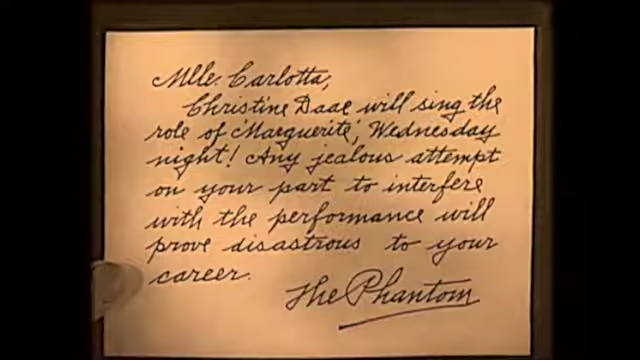 Mlle. Carlotta,
Christine Daae will sing the
role of 'Marguerite', Wednesday
night! Any jealous attempt
on your part to interfere
with the performance will
prove disastrous to your
career.
The Phantom